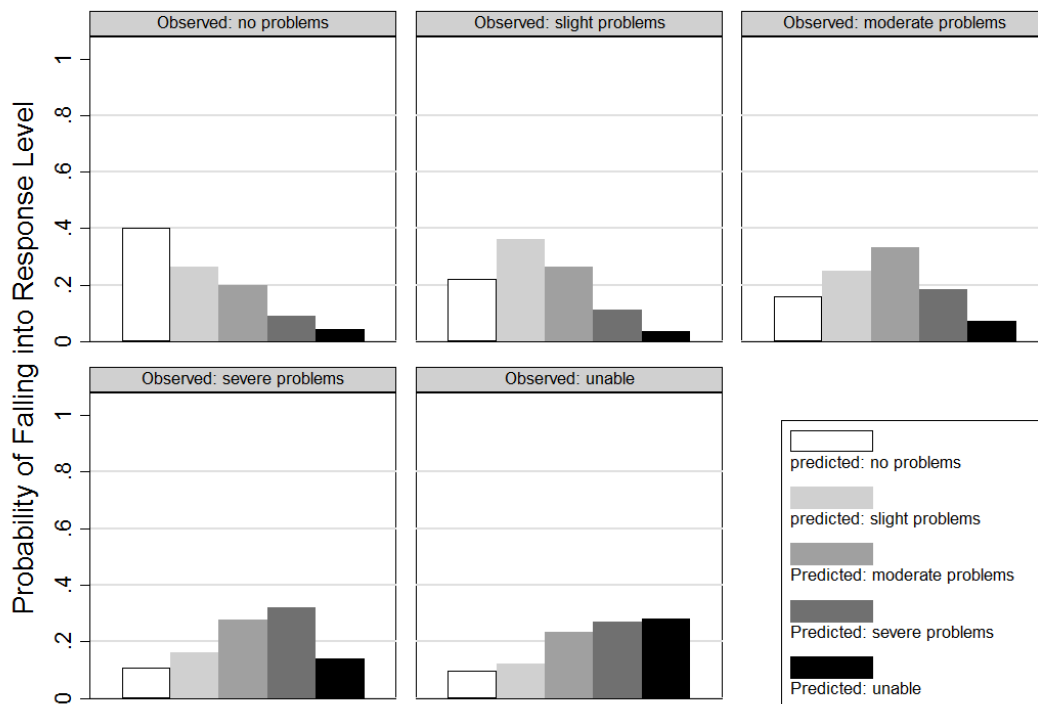 Observed: no problems
Observed: slight problems
Observed: moderate problems
Probability of Falling into Response Level
1
.8
.6
.4
.2
0
Observed: severe problems
Observed: unable
1
.8
.6
.4
.2
0
predicted: no problems
predicted: slight problems
Predicted: moderate problems
Predicted: severe problems
Predicted: unable